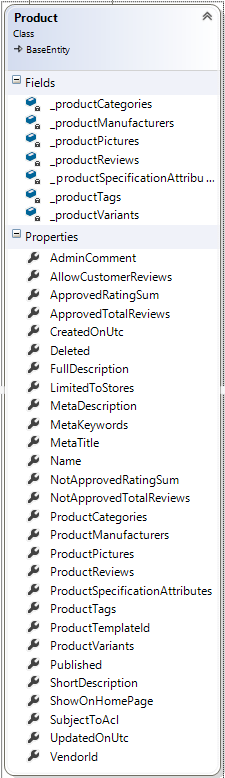 Product
Class
BaseEntity
Fields
_productCategories
_productManufacturers
_productPictures
_productReviews
_productSpecificationAttribu...
_productTags
_productVariants
Properties
AdminComment
AllowCustomerReviews
ApprovedRatingSum
ApprovedTotalReviews
CreatedOnUtc
Deleted
FullDescription
LimitedToStores
MetaDescription
MetaKeywords
MetaTitle
Name
NotApprovedRatingSum
NotApprovedTotalReviews
ProductCategories
ProductManufacturers
ProductPictures
ProductReviews
ProductSpecificationAttributes
ProductTags
ProductTemplateId
ProductVariants
Published
ShortDescription
ShowOnHomePage
SubjectToAcl
UpdatedOnUtc
VendorId